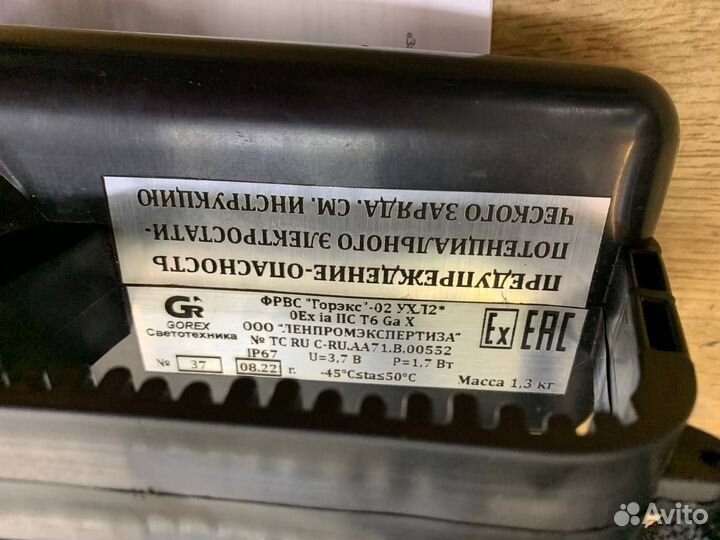 ПРЕДУПРЕЖДЕНИЕ-ОПАСНОСТЬ
ПОТЕНЦИАЛЬНОГО ЭЛЕКТРОСТАТИ-
ЧЕСКОГО ЗАРЯДА. СМ. ИНСТРУКЦИЮ
GR
GOREX
Светотехника
ФРВС "Горэкс"-02 УХЛ2*
0Ex ia IIC T6 Ga X
ООО "ЛЕНПРОМЭКСПЕРТИЗА"
№ ТС RU C-RU.АА71.В.00552
IP67 U=3,7 В P=1,7 Вт
№ 37 08.22 г. -45°C≤ta≤50°C
Масса 1,3 кг
Ex EAC
Avito